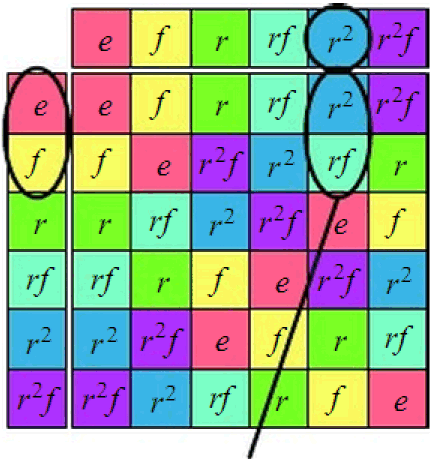 e f r rf r² r²f
e e f r rf r² r²f
f f e r²f r² rf r
r r rf r² r²f e f
rf rf r f e r²f r²
r² r² r²f e f r rf
r²f r²f r² rf r f e